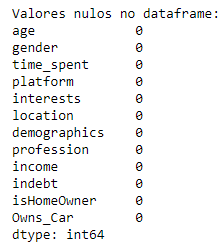 Valores nulos no dataframe:
age 0
gender 0
time_spent 0
platform 0
interests 0
location 0
demographics 0
profession 0
income 0
indebt 0
isHomeOwner 0
Owns_Car 0
dtype: int64